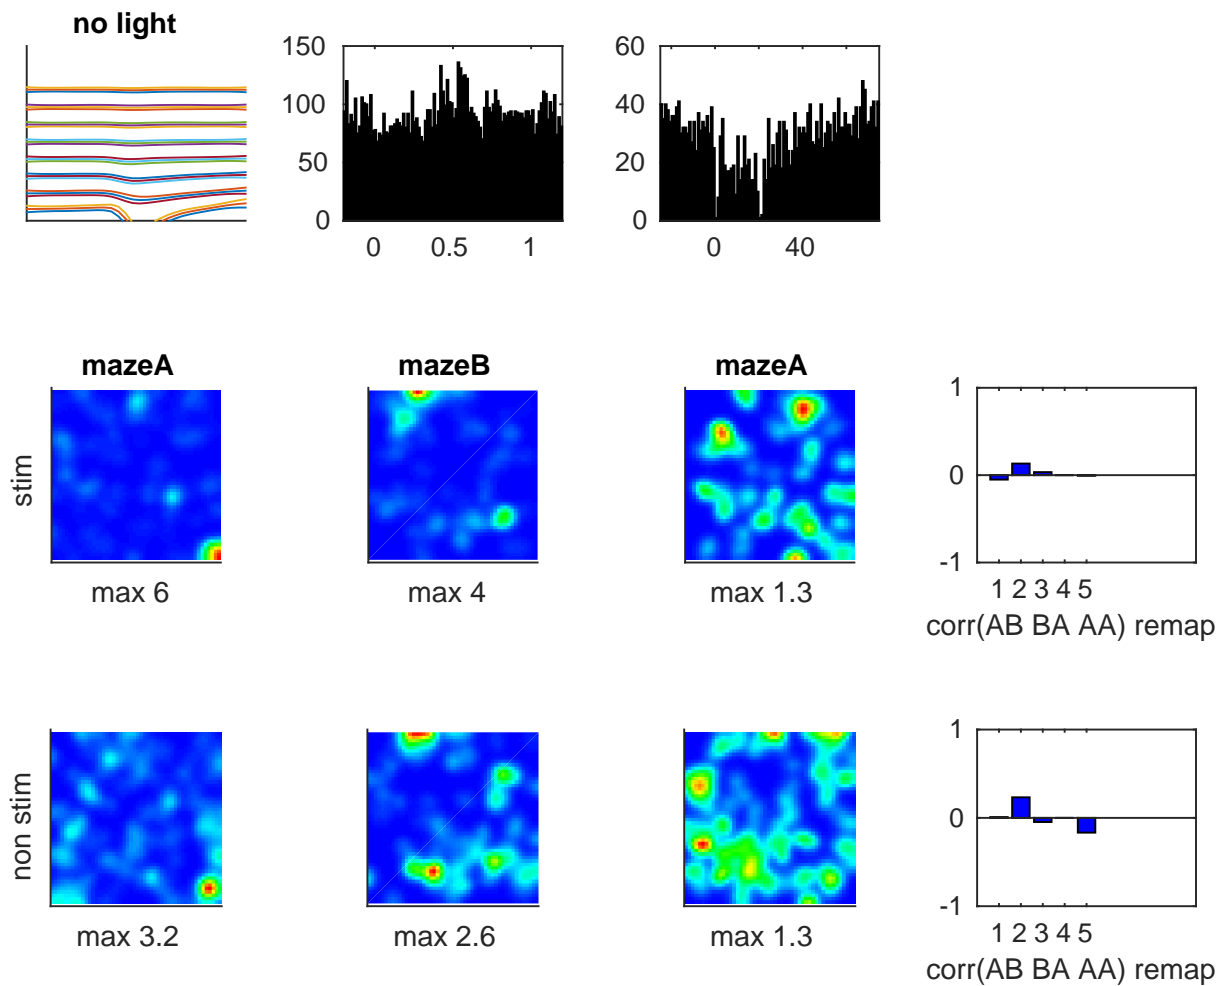 no light
150
100
50
0
0 0.5 1
60
40
20
0
0 40
mazeA mazeB mazeA
stim
max 6 max 4 max 1.3
1
0
-1
1 2 3 4 5
corr(AB BA AA) remap
non stim
max 3.2 max 2.6 max 1.3
1
0
-1
1 2 3 4 5
corr(AB BA AA) remap